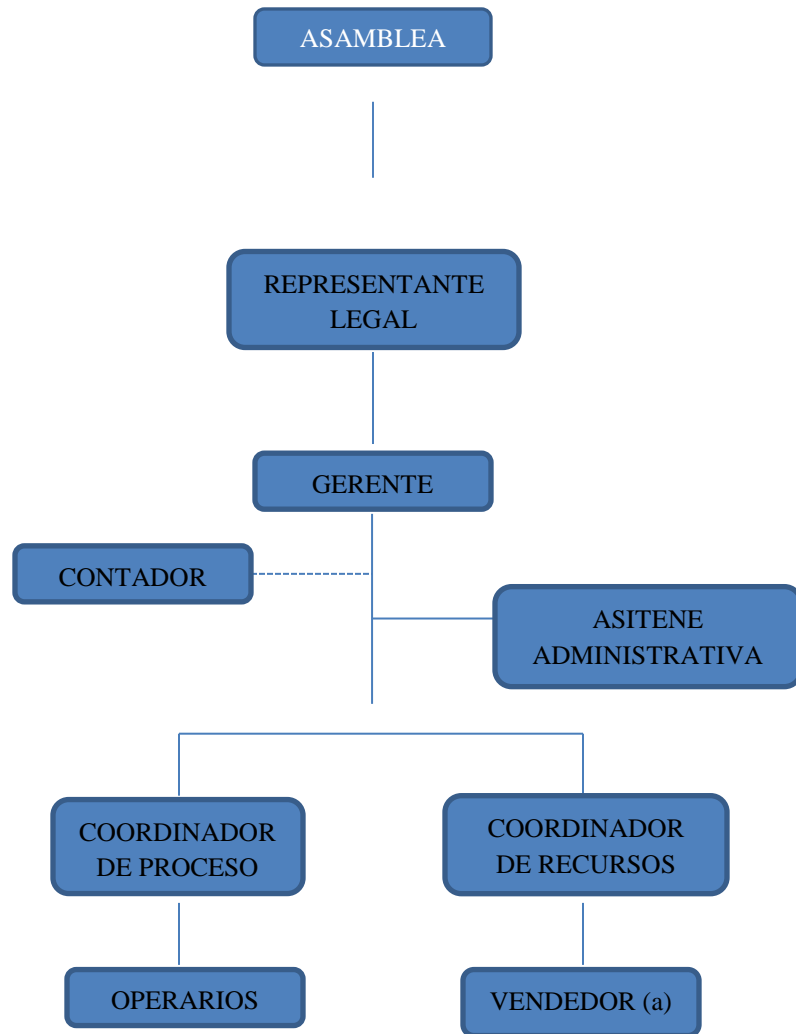 ASAMBLEA
REPRESENTANTE
LEGAL
GERENTE
CONTADOR
ASITENE
ADMINISTRATIVA
COORDINADOR
DE PROCESO
COORDINADOR
DE RECURSOS
OPERARIOS
VENDEDOR (a)